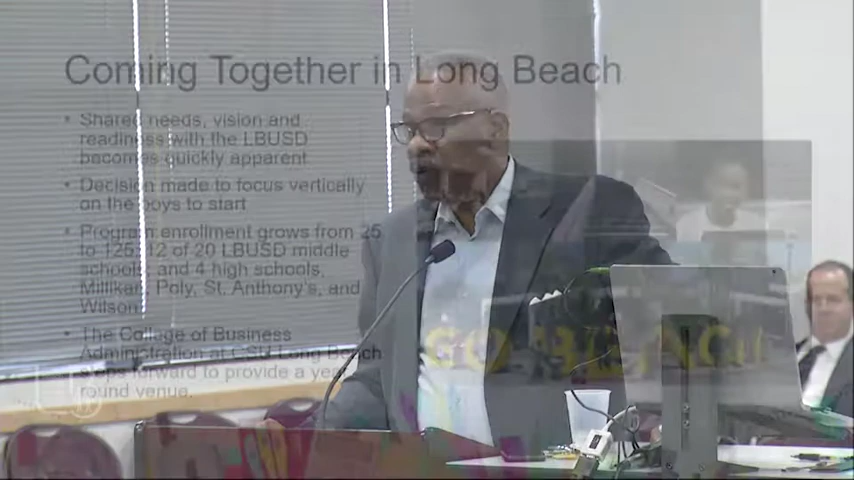 Coming Together in Long Beach
• Shared needs, vision and
readiness with the LBUSD
becomes quickly apparent
• Decision made to focus vertically
on the boys to start
• Program enrollment grows from 25
to 125. 12 of 20 LBUSD middle
schools and 4 high schools,
Millikan, Poly, St. Anthony's, and
Wilson.
• The College of Business
Administration at CSU Long Beach
steps forward to provide a year
round venue.
GO BEACH